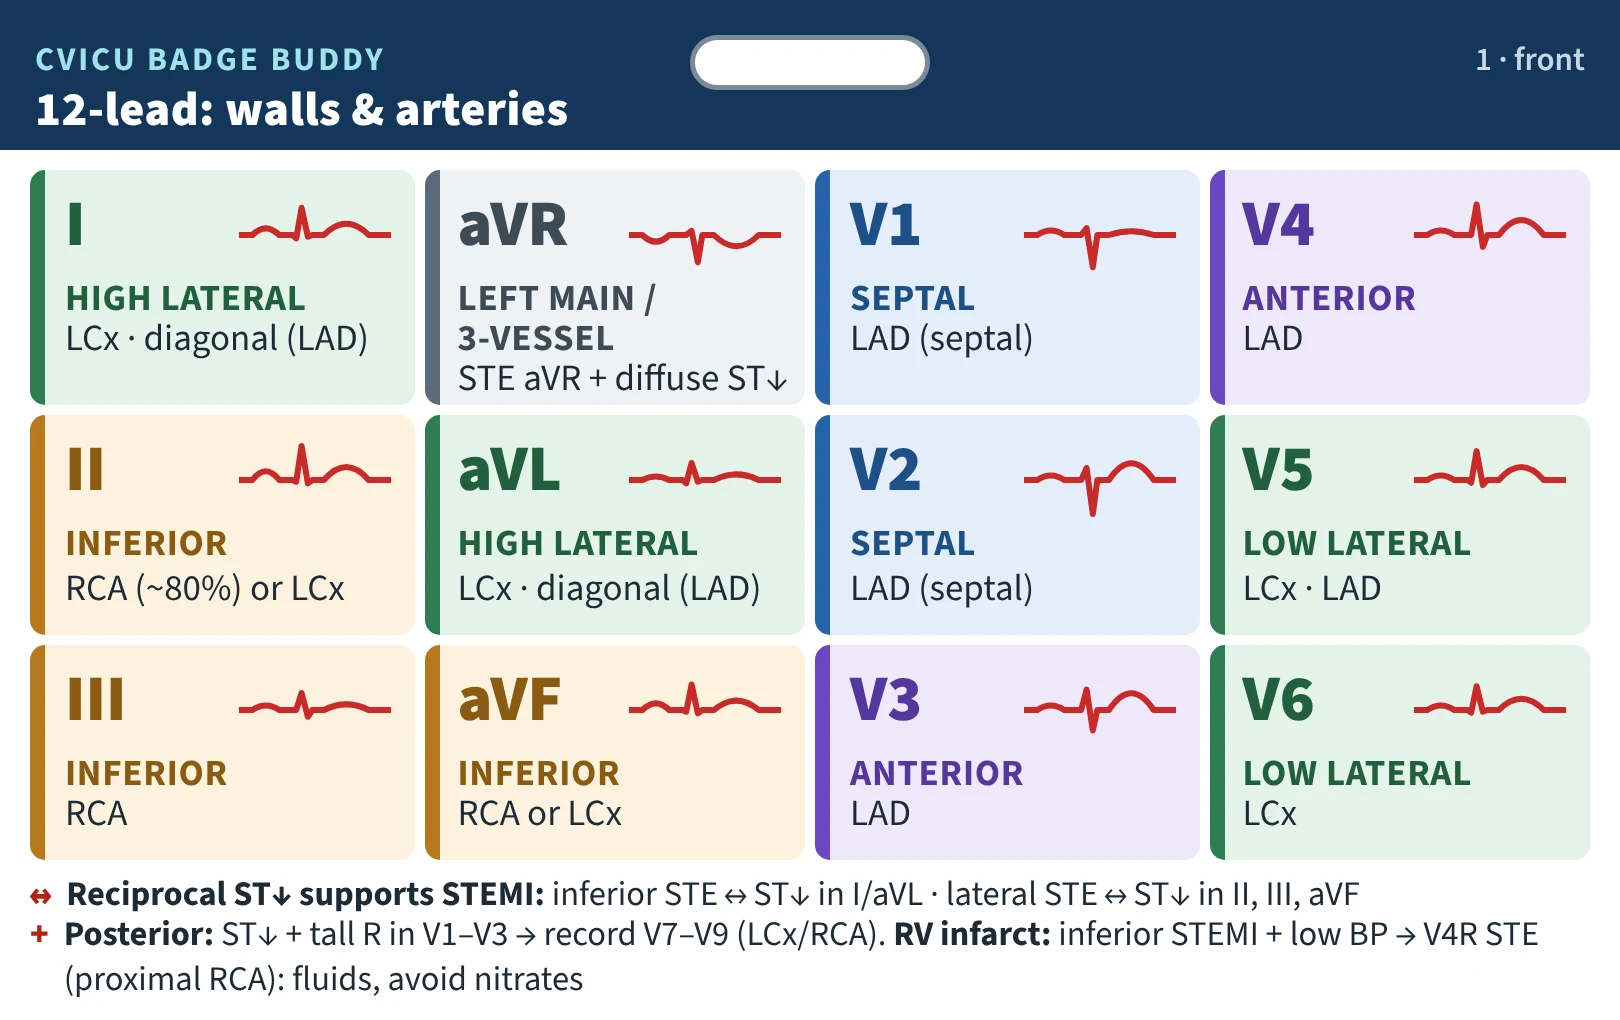 CVICU BADGE BUDDY
1 · front
12-lead: walls & arteries
I
HIGH LATERAL
LCx · diagonal (LAD)
aVR
LEFT MAIN /
3-VESSEL
STE aVR + diffuse ST↓
V1
SEPTAL
LAD (septal)
V4
ANTERIOR
LAD
II
INFERIOR
RCA (~80%) or LCx
aVL
HIGH LATERAL
LCx · diagonal (LAD)
V2
SEPTAL
LAD (septal)
V5
LOW LATERAL
LCx · LAD
III
INFERIOR
RCA
aVF
INFERIOR
RCA or LCx
V3
ANTERIOR
LAD
V6
LOW LATERAL
LCx
↔ Reciprocal ST↓ supports STEMI: inferior STE ↔ ST↓ in I/aVL · lateral STE ↔ ST↓ in II, III, aVF
+ Posterior: ST↓ + tall R in V1–V3 → record V7–V9 (LCx/RCA). RV infarct: inferior STEMI + low BP → V4R STE
(proximal RCA): fluids, avoid nitrates